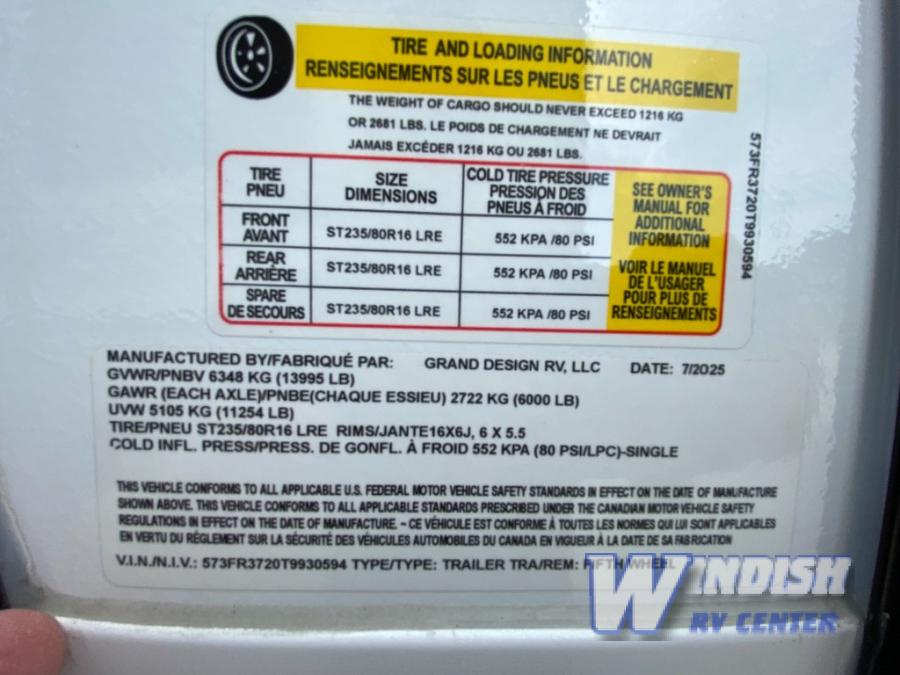 TIRE AND LOADING INFORMATION
RENSEIGNEMENTS SUR LES PNEUS ET LE CHARGEMENT
THE WEIGHT OF CARGO SHOULD NEVER EXCEED 1216 KG
OR 2681 LBS. LE POIDS DE CHARGEMENT NE DEVRAIT
JAMAIS EXCÉDER 1216 KG OU 2681 LBS.
TIRE
PNEU
SIZE
DIMENSIONS
COLD TIRE PRESSURE
PRESSION DES
PNEUS À FROID
FRONT
AVANT
ST235/80R16 LRE
552 KPA /80 PSI
REAR
ARRIÈRE
ST235/80R16 LRE
552 KPA /80 PSI
SPARE
DE SECOURS
ST235/80R16 LRE
552 KPA /80 PSI
SEE OWNER'S
MANUAL FOR
ADDITIONAL
INFORMATION
VOIR LE MANUEL
DE L'USAGER
POUR PLUS DE
RENSEIGNEMENTS
573FR3720T9930594
MANUFACTURED BY/FABRIQUÉ PAR: GRAND DESIGN RV, LLC DATE: 7/2025
GVWR/PNBV 6348 KG (13995 LB)
GAWR (EACH AXLE)/PNBE(CHAQUE ESSIEU) 2722 KG (6000 LB)
UVW 5105 KG (11254 LB)
TIRE/PNEU ST235/80R16 LRE RIMS/JANTE16X6J, 6 X 5.5
COLD INFL. PRESS/PRESS. DE GONFL. À FROID 552 KPA (80 PSI/LPC)-SINGLE
THIS VEHICLE CONFORMS TO ALL APPLICABLE U.S. FEDERAL MOTOR VEHICLE SAFETY STANDARDS IN EFFECT ON THE DATE OF MANUFACTURE
SHOWN ABOVE. THIS VEHICLE CONFORMS TO ALL APPLICABLE STANDARDS PRESCRIBED UNDER THE CANADIAN MOTOR VEHICLE SAFETY
REGULATIONS IN EFFECT ON THE DATE OF MANUFACTURE. – CE VÉHICULE EST CONFORME À TOUTES LES NORMES QUI LUI SONT APPLICABLES
EN VERTU DU RÈGLEMENT SUR LA SÉCURITÉ DES VÉHICULES AUTOMOBILES DU CANADA EN VIGUEUR À LA DATE DE SA FABRICATION
V.I.N./N.I.V.: 573FR3720T9930594 TYPE/TYPE: TRAILER TRA/REM: FIFTH WHEEL
WINDISH
RV CENTER